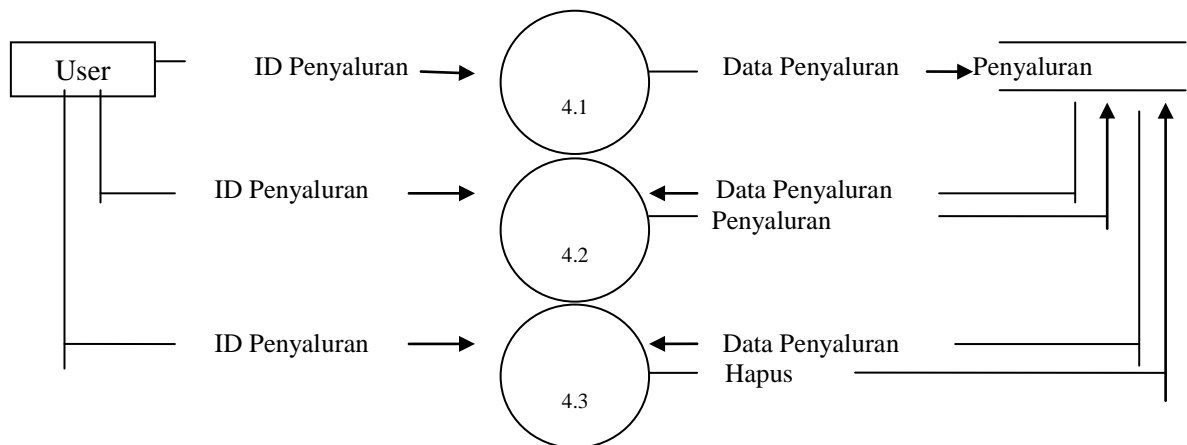 User
ID Penyaluran
Data Penyaluran
Penyaluran
4.1
ID Penyaluran
Data Penyaluran
Penyaluran
4.2
ID Penyaluran
Data Penyaluran
Hapus
4.3